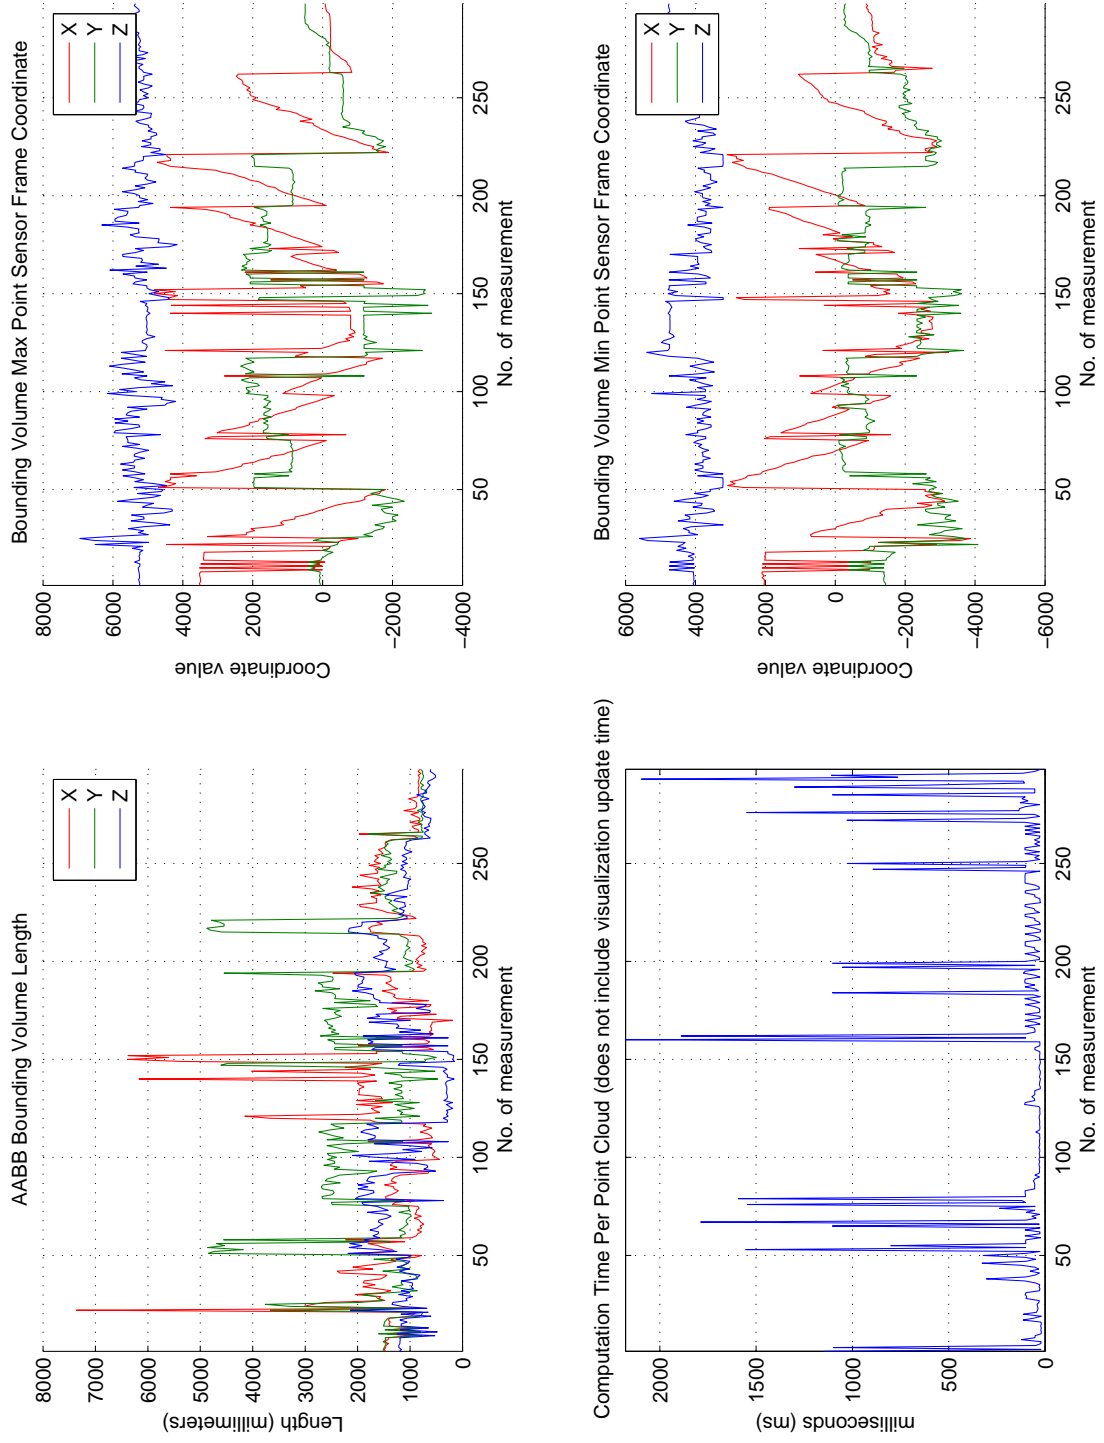 AABB Bounding Volume Length
Length (millimeters)
8000
7000
6000
5000
4000
3000
2000
1000
0
50
100
150
200
250
No. of measurement
X
Y
Z
Bounding Volume Max Point Sensor Frame Coordinate
Coordinate value
8000
6000
4000
2000
0
−2000
−4000
50
100
150
200
250
No. of measurement
X
Y
Z
Computation Time Per Point Cloud (does not include visualization update time)
milliseconds (ms)
2000
1500
1000
500
0
50
100
150
200
250
No. of measurement
Bounding Volume Min Point Sensor Frame Coordinate
Coordinate value
6000
4000
2000
0
−2000
−4000
−6000
50
100
150
200
250
No. of measurement
X
Y
Z